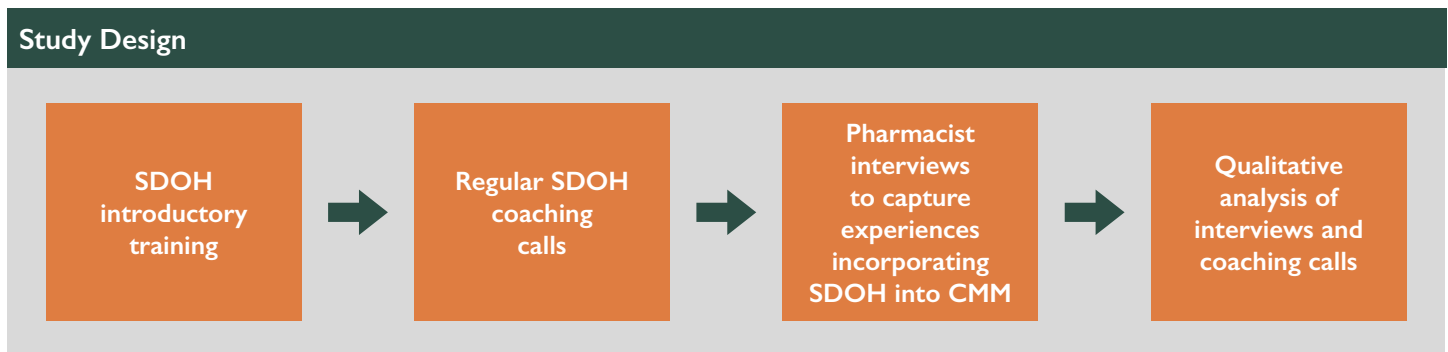 Study Design
SDOH
introductory
training
Regular SDOH
coaching
calls
Pharmacist
interviews
to capture
experiences
incorporating
SDOH into CMM
Qualitative
analysis of
interviews and
coaching calls